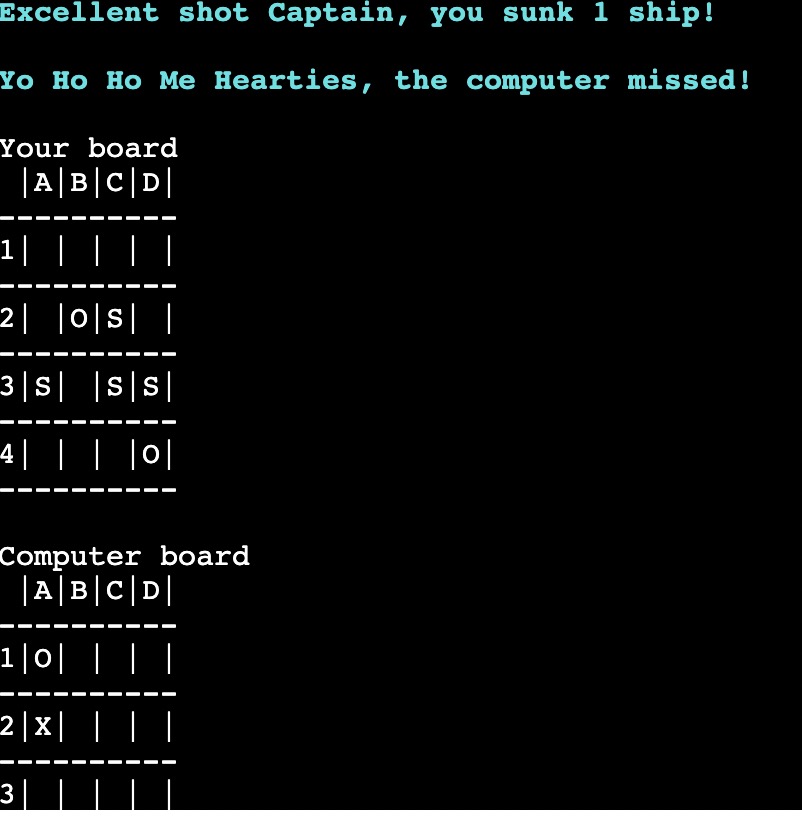 Excellent shot Captain, you sunk 1 ship!
Yo Ho Ho Me Hearties, the computer missed!
Your board
 |A|B|C|D|
----------
1| | | | |
----------
2| |O|S| |
----------
3|S| |S|S|
----------
4| | | |O|
----------
Computer board
 |A|B|C|D|
----------
1|O| | | |
----------
2|X| | | |
----------
3| | | | |